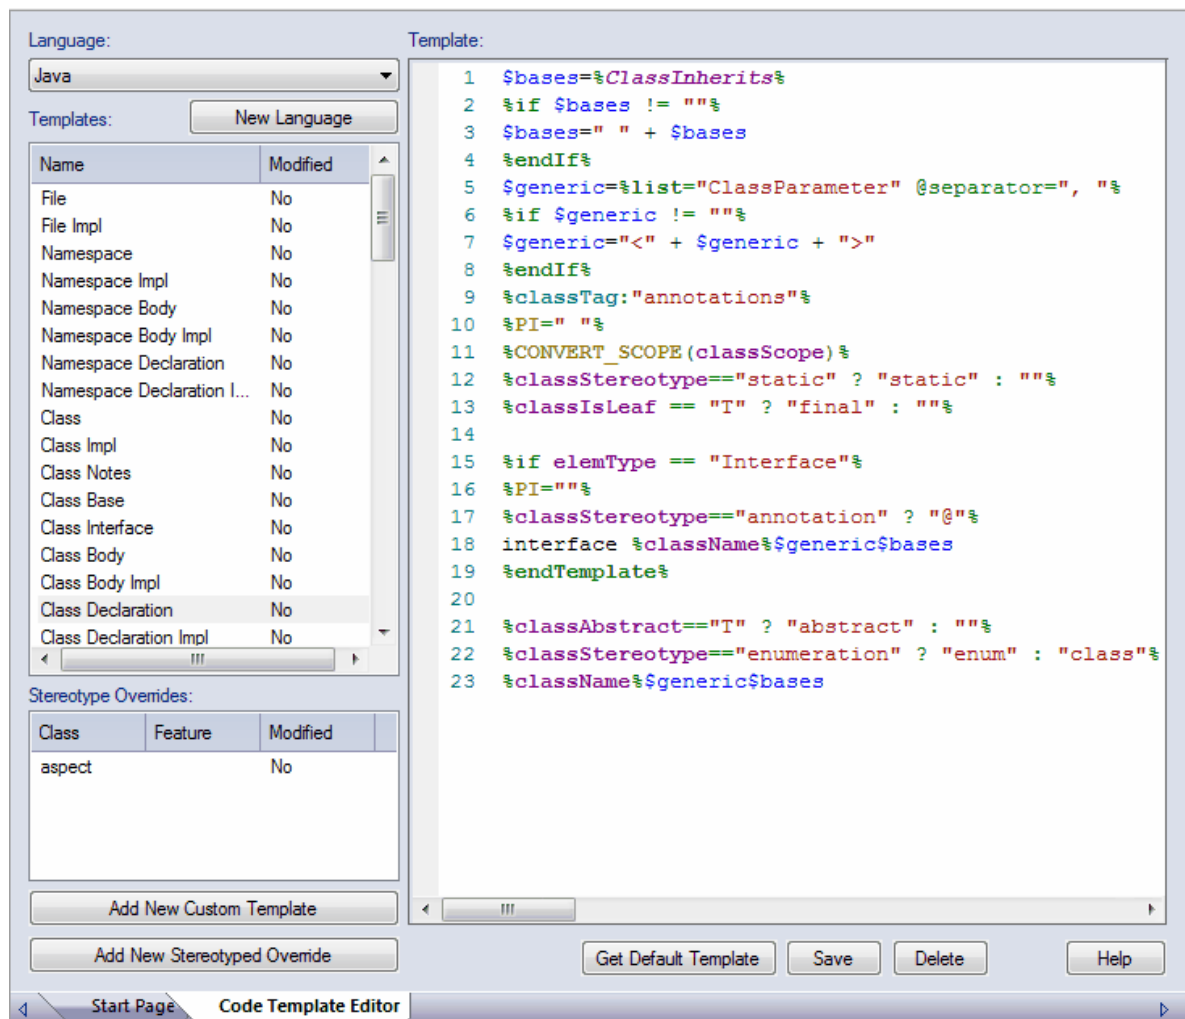 Language:
Java
Templates:
New Language
Name Modified
File No
File Impl No
Namespace No
Namespace Impl No
Namespace Body No
Namespace Body Impl No
Namespace Declaration No
Namespace Declaration I... No
Class No
Class Impl No
Class Notes No
Class Base No
Class Interface No
Class Body No
Class Body Impl No
Class Declaration No
Class Declaration Impl No
Stereotype Overrides:
Class Feature Modified
aspect No
Add New Custom Template
Add New Stereotyped Override
Template:
1 $bases=%ClassInherits%
2 %if $bases != ""%
3 $bases=" " + $bases
4 %endIf%
5 $generic=%list="ClassParameter" @separator=", "%
6 %if $generic != ""%
7 $generic="<" + $generic + ">"
8 %endIf%
9 %classTag:"annotations"%
10 %PI=" "%
11 %CONVERT_SCOPE(classScope)%
12 %classStereotype=="static" ? "static" : ""%
13 %classIsLeaf == "T" ? "final" : ""%
14
15 %if elemType == "Interface"%
16 %PI=""%
17 %classStereotype=="annotation" ? "@"%
18 interface %className%$generic$bases
19 %endTemplate%
20
21 %classAbstract=="T" ? "abstract" : ""%
22 %classStereotype=="enumeration" ? "enum" : "class"%
23 %className%$generic$bases
Get Default Template
Save
Delete
Help
Start Page
Code Template Editor